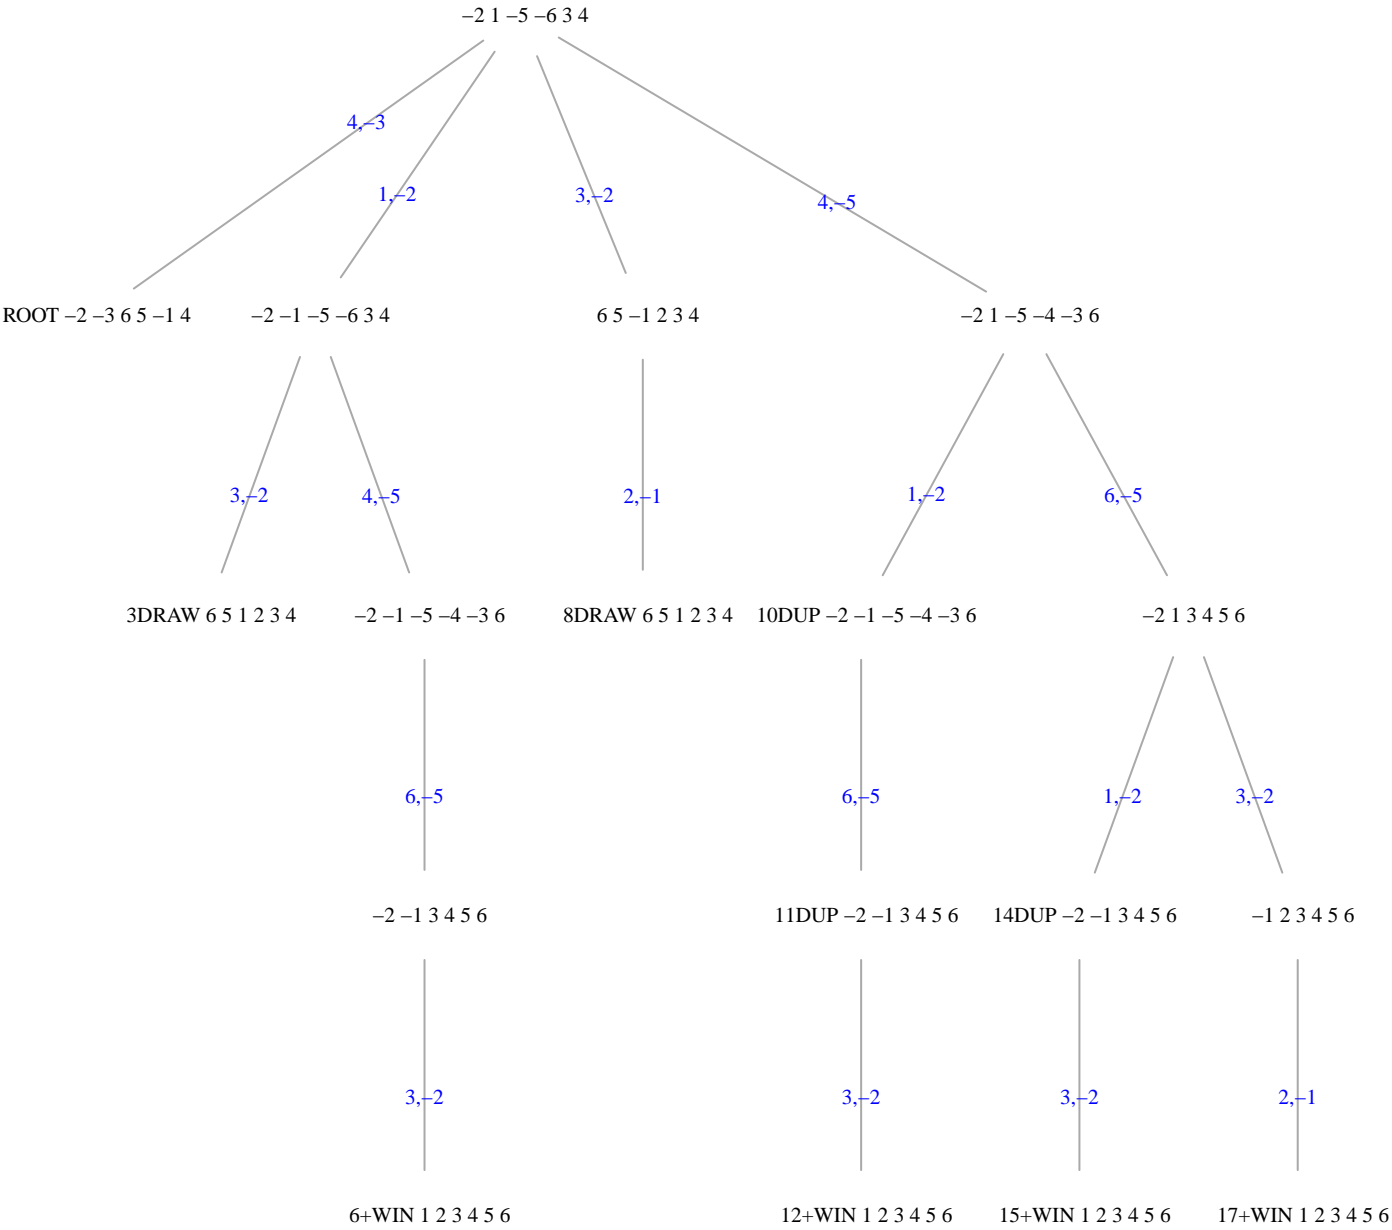 −2 1 −5 −6 3 4
4,−3
1,−2
3,−2
4,−5
ROOT −2 −3 6 5 −1 4
−2 −1 −5 −6 3 4
6 5 −1 2 3 4
−2 1 −5 −4 −3 6
3,−2
4,−5
2,−1
1,−2
6,−5
3DRAW 6 5 1 2 3 4
−2 −1 −5 −4 −3 6
8DRAW 6 5 1 2 3 4
10DUP −2 −1 −5 −4 −3 6
−2 1 3 4 5 6
6,−5
6,−5
1,−2
3,−2
−2 −1 3 4 5 6
11DUP −2 −1 3 4 5 6
14DUP −2 −1 3 4 5 6
−1 2 3 4 5 6
3,−2
3,−2
3,−2
2,−1
6+WIN 1 2 3 4 5 6
12+WIN 1 2 3 4 5 6
15+WIN 1 2 3 4 5 6
17+WIN 1 2 3 4 5 6